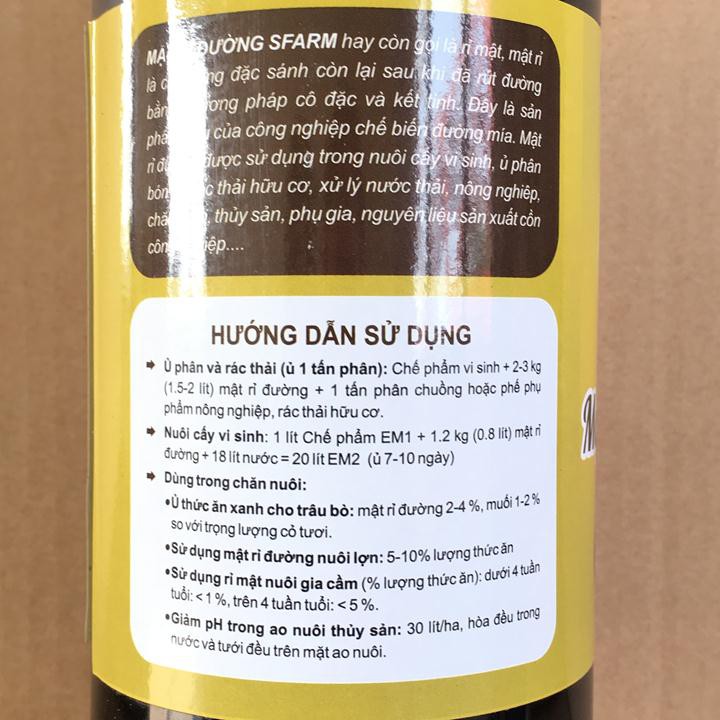 ĐƯỜNG SFARM hay còn gọi là rỉ mật, mật rỉ
là đặc sánh còn lại sau khi đã rút đường
pháp cô đặc và kết tinh. Đây là sản
của công nghiệp chế biến đường mía. Mật
được sử dụng trong nuôi cấy vi sinh, ủ phân
thải hữu cơ, xử lý nước thải, nông nghiệp,
thủy sản, phụ gia, nguyên liệu sản xuất cồn
HƯỚNG DẪN SỬ DỤNG
Ủ phân và rác thải (ủ 1 tấn phân): Chế phẩm vi sinh + 2-3 kg
(1.5-2 lít) mật rỉ đường + 1 tấn phân chuồng hoặc phế phụ
phẩm nông nghiệp, rác thải hữu cơ.
Nuôi cấy vi sinh: 1 lít Chế phẩm EM1 + 1.2 kg (0.8 lít) mật rỉ
đường + 18 lít nước = 20 lít EM2 (ủ 7-10 ngày)
Dùng trong chăn nuôi:
•Ủ thức ăn xanh cho trâu bò: mật rỉ đường 2-4 %, muối 1-2 %
so với trọng lượng cỏ tươi.
•Sử dụng mật rỉ đường nuôi lợn: 5-10% lượng thức ăn
•Sử dụng rỉ mật nuôi gia cầm (% lượng thức ăn): dưới 4 tuần
tuổi: < 1 %, trên 4 tuần tuổi: < 5 %.
•Giảm pH trong ao nuôi thủy sản: 30 lít/ha, hòa đều trong
nước và tưới đều trên mặt ao nuôi.